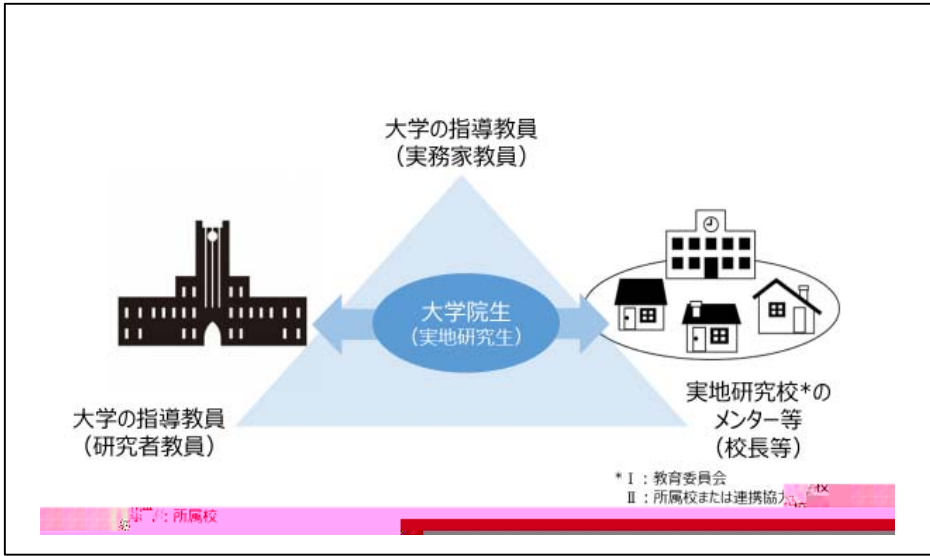 大学の指導教員
（実務家教員）
大学院生
（実地研究生）
大学の指導教員
（研究者教員）
実地研究校*の
メンター等
（校長等）
*Ⅰ：教育委員会
Ⅱ：所属校または連携協力
：所属校